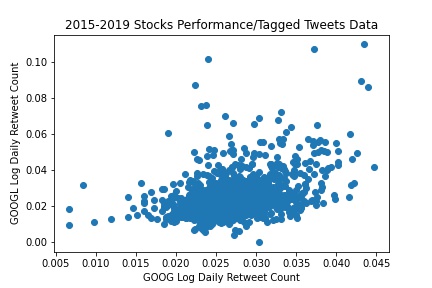 2015-2019 Stocks Performance/Tagged Tweets Data
GOOGL Log Daily Retweet Count
0.10
0.08
0.06
0.04
0.02
0.00
0.005 0.010 0.015 0.020 0.025 0.030 0.035 0.040 0.045
GOOG Log Daily Retweet Count